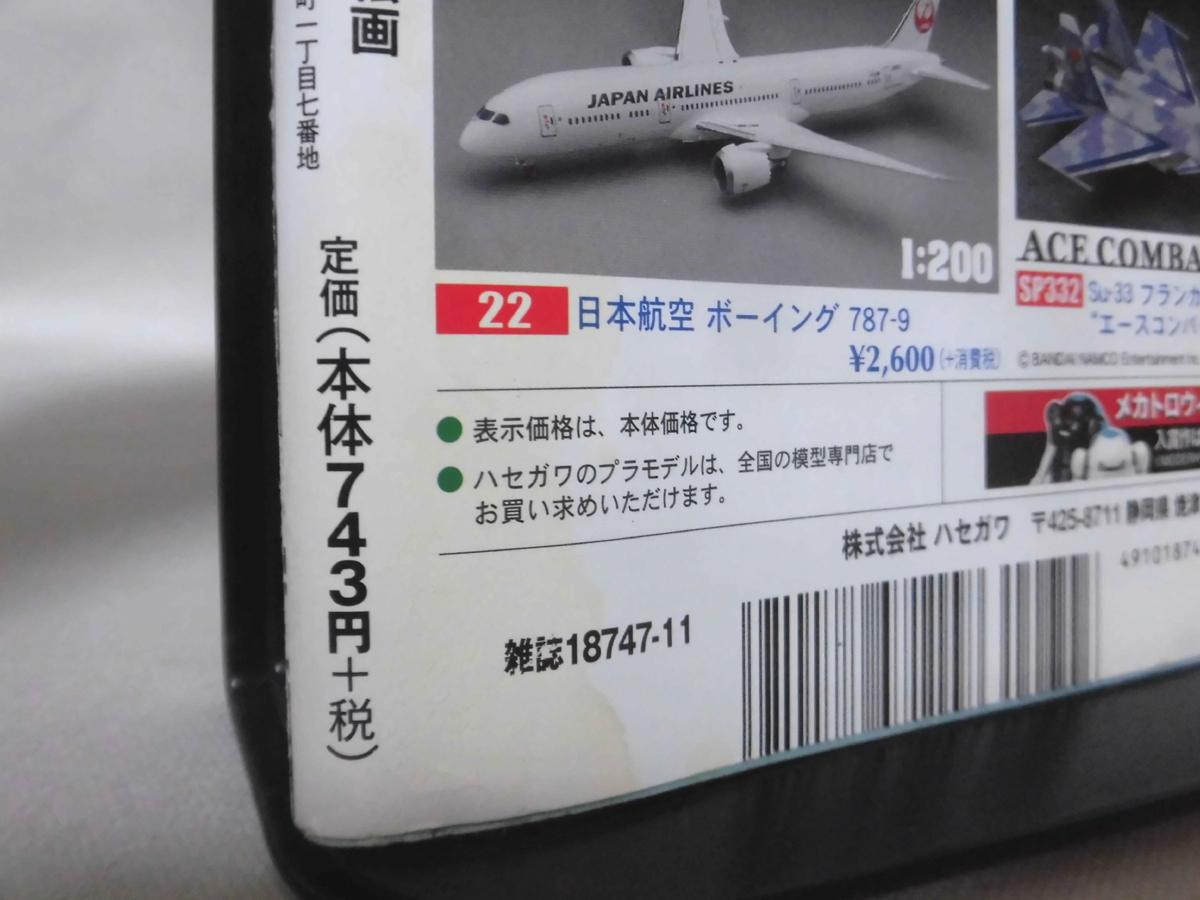 画
町一丁目七番地
定価(本体743円+税)
JAPAN AIRLINES
1:200
22 日本航空 ボーイング 787-9
¥2,600(+消費税)
ACE COMBA
SP332 Su-33 フランカ
"エースコンバ
©BANDAI NAMCO Entertainment Inc
● 表示価格は、本体価格です。
● ハセガワのプラモデルは、全国の模型専門店で
お買い求めいただけます。
メカトロウ
株式会社 ハセガワ 〒425-8711 静岡県 焼津
雑誌18747-11
49101874